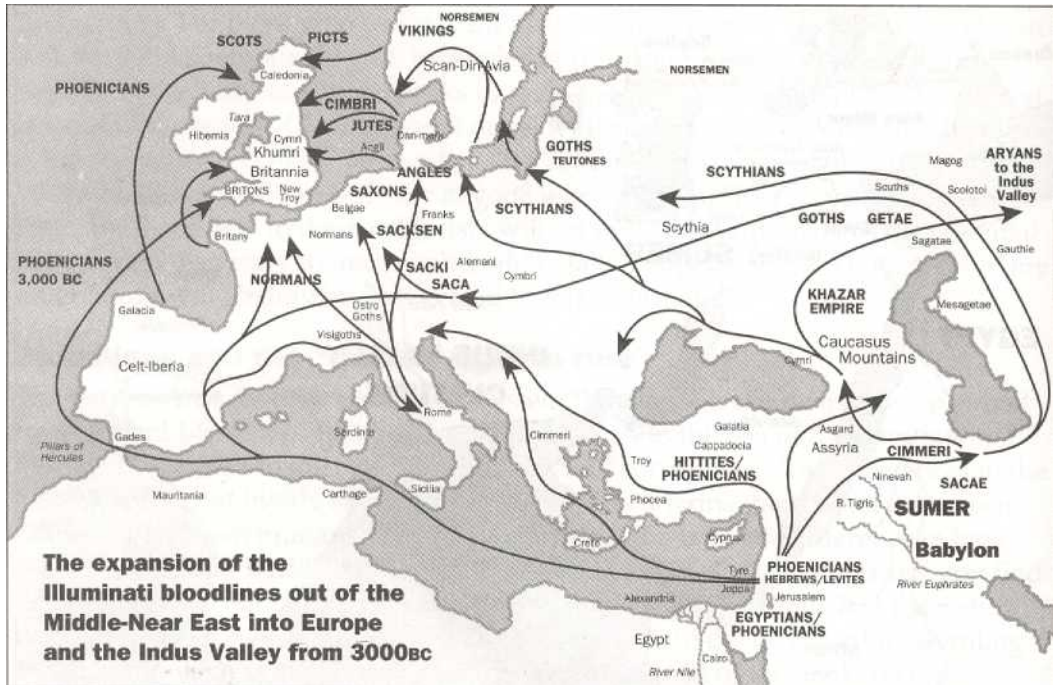 NORSEMEN
VIKINGS
SCOTS
PICTS
Scan-Din-Avia
NORSEMEN
PHOENICIANS
Caledonia
CIMBRI
Tara
JUTES
Hibernia
Cymri
Angli
Dan-mark
Khumri
Britannia
GOTHS
TEUTONES
ANGLES
BRITONS
New
Troy
SAXONS
Belgae
Franks
SCYTHIANS
SCYTHIANS
Magog
ARYANS
to the
Indus
Valley
Scuths
Scolotoi
GOTHS
GETAE
Scythia
Sagatae
Gauthie
Britany
Normans
SACKSEN
Alemani
Cymbri
SACKI
SACA
PHOENICIANS
3,000 BC
NORMANS
Galacia
Ostro
Goths
Visigoths
KHAZAR
EMPIRE
Mesagetae
Caucasus
Mountains
Cymri
Celt-Iberia
Rome
Serdinia
Cimmeri
Galatia
Cappadocia
Asgard
Assyria
Troy
HITTITES/
PHOENICIANS
CIMMERI
Pillars of
Hercules
Gades
Ninevah
SACAE
Mauritania
Carthage
Sicilia
Phocea
R.Tigris
SUMER
Crete
Cyprus
Babylon
Tyre
Joppa
PHOENICIANS
HEBREWS/LEVITES
River Euphrates
Alexandria
Jerusalem
EGYPTIANS/
PHOENICIANS
Egypt
Cairo
River Nile
The expansion of the
Illuminati bloodlines out of the
Middle-Near East into Europe
and the Indus Valley from 3000BC